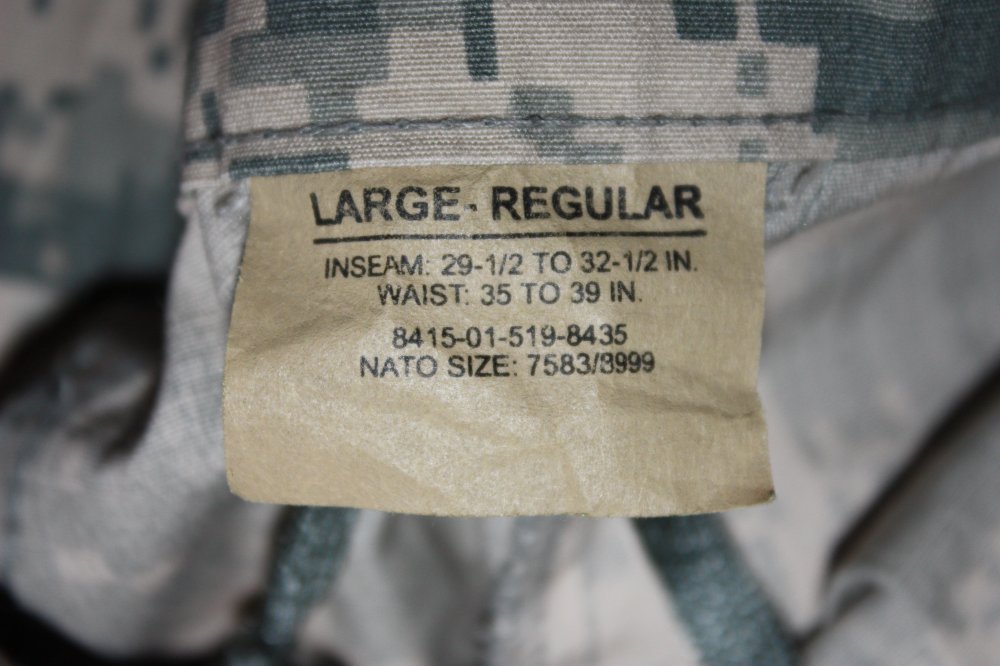 LARGE - REGULAR
INSEAM: 29-1/2 TO 32-1/2 IN.
WAIST: 35 TO 39 IN.
8415-01-519-8435
NATO SIZE: 7583/8999